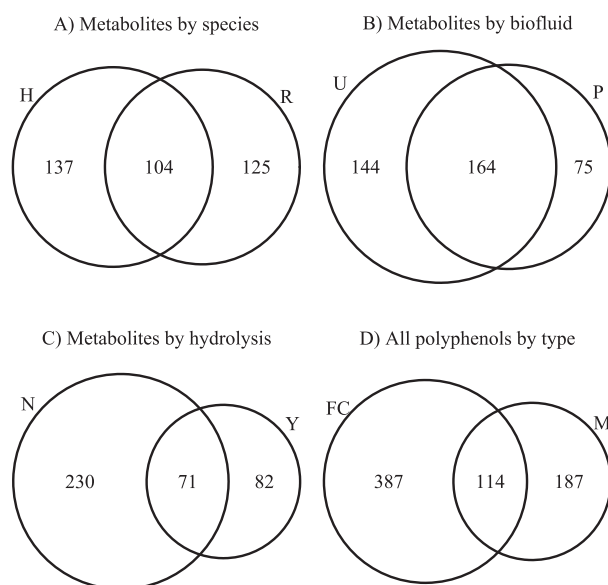 A) Metabolites by species
H
R
137 104 125
B) Metabolites by biofluid
U
P
144 164 75
C) Metabolites by hydrolysis
N
Y
230 71 82
D) All polyphenols by type
FC
M
387 114 187